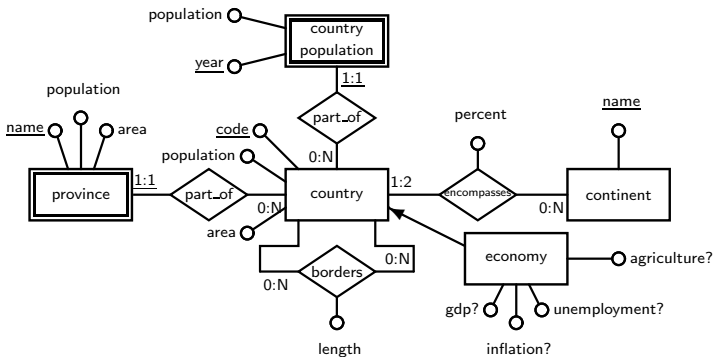 population
country
population
year
1:1
population
name
area
part_of
code
percent
name
population
0:N
province
1:1
part_of
0:N
country
1:2
encompasses
0:N
continent
area
economy
agriculture?
borders
0:N
0:N
gdp?
unemployment?
length
inflation?